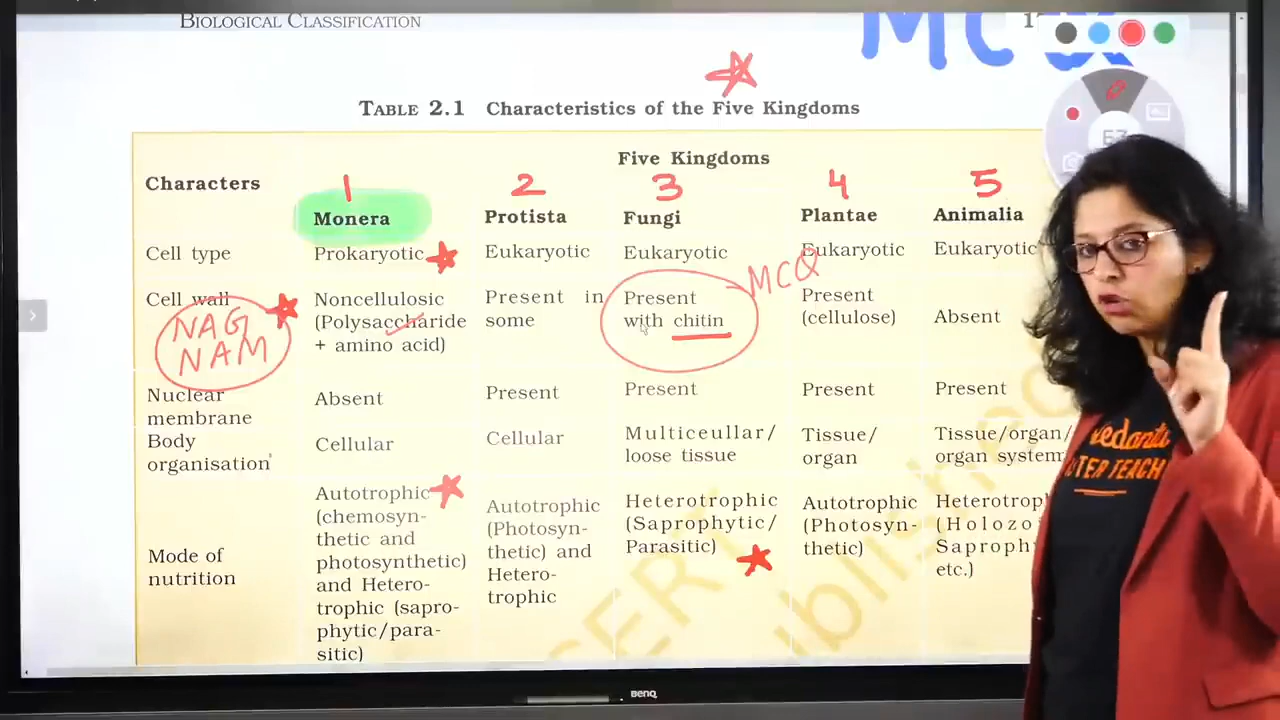 BIOLOGICAL CLASSIFICATION
MCQ
TABLE 2.1 Characteristics of the Five Kingdoms
Five Kingdoms
Characters
1 2 3 4 5
Monera Protista Fungi Plantae Animalia
Cell type Prokaryotic Eukaryotic Eukaryotic Eukaryotic Eukaryotic
MCQ
Cell wall Noncellulosic (Polysaccharide + amino acid) Present in some Present with chitin Present (cellulose) Absent
NAG
NAM
Nuclear membrane Absent Present Present Present Present
Body organisation Cellular Cellular Multiceullar/ loose tissue Tissue/ organ Tissue/organ/ organ system
Mode of nutrition Autotrophic (chemosyn- thetic and photosynthetic) and Hetero- trophic (sapro- phytic/para- sitic) Autotrophic (Photosyn- thetic) and Hetero- trophic Heterotrophic (Saprophytic/ Parasitic) Autotrophic (Photosyn- thetic) Heterotroph (Holozo Saproph etc.)
edantu
TER TEACH
BenQ